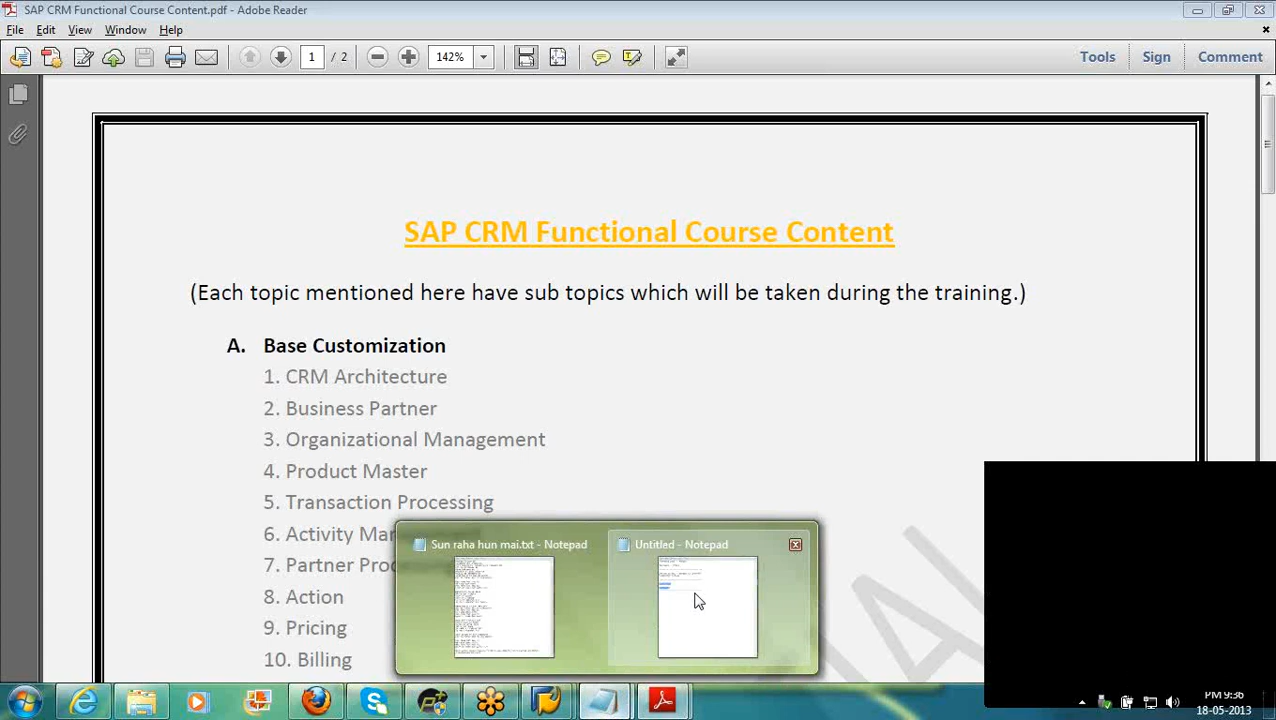 SAP CRM Functional Course Content.pdf - Adobe Reader
File Edit View Window Help
1 / 2 142% Tools Sign Comment
SAP CRM Functional Course Content
(Each topic mentioned here have sub topics which will be taken during the training.)
A. Base Customization
1. CRM Architecture
2. Business Partner
3. Organizational Management
4. Product Master
5. Transaction Processing
6. Activity
7. Partner
8. Action
9. Pricing
10. Billing
Sun raha hun mai.txt - Notepad
Untitled - Notepad
PM 9:36
18-05-2013